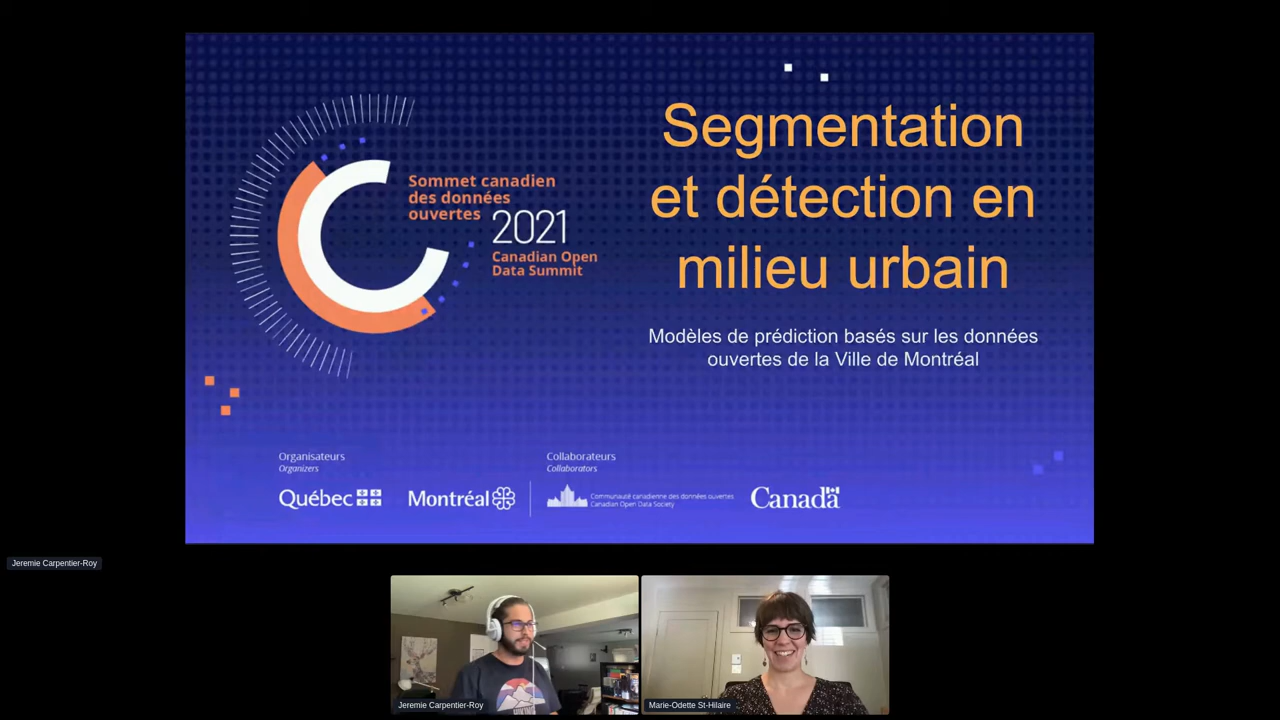 Segmentation
et détection en
milieu urbain
Sommet canadien
des données
ouvertes
2021
Canadian Open
Data Summit
Modèles de prédiction basés sur les données
ouvertes de la Ville de Montréal
Organisateurs
Organizers
Collaborateurs
Collaborators
Québec
Montréal
Communauté canadienne des données ouvertes
Canadian Open Data Society
Canada
Jeremie Carpentier-Roy
Jeremie Carpentier-Roy
Marie-Odette St-Hilaire